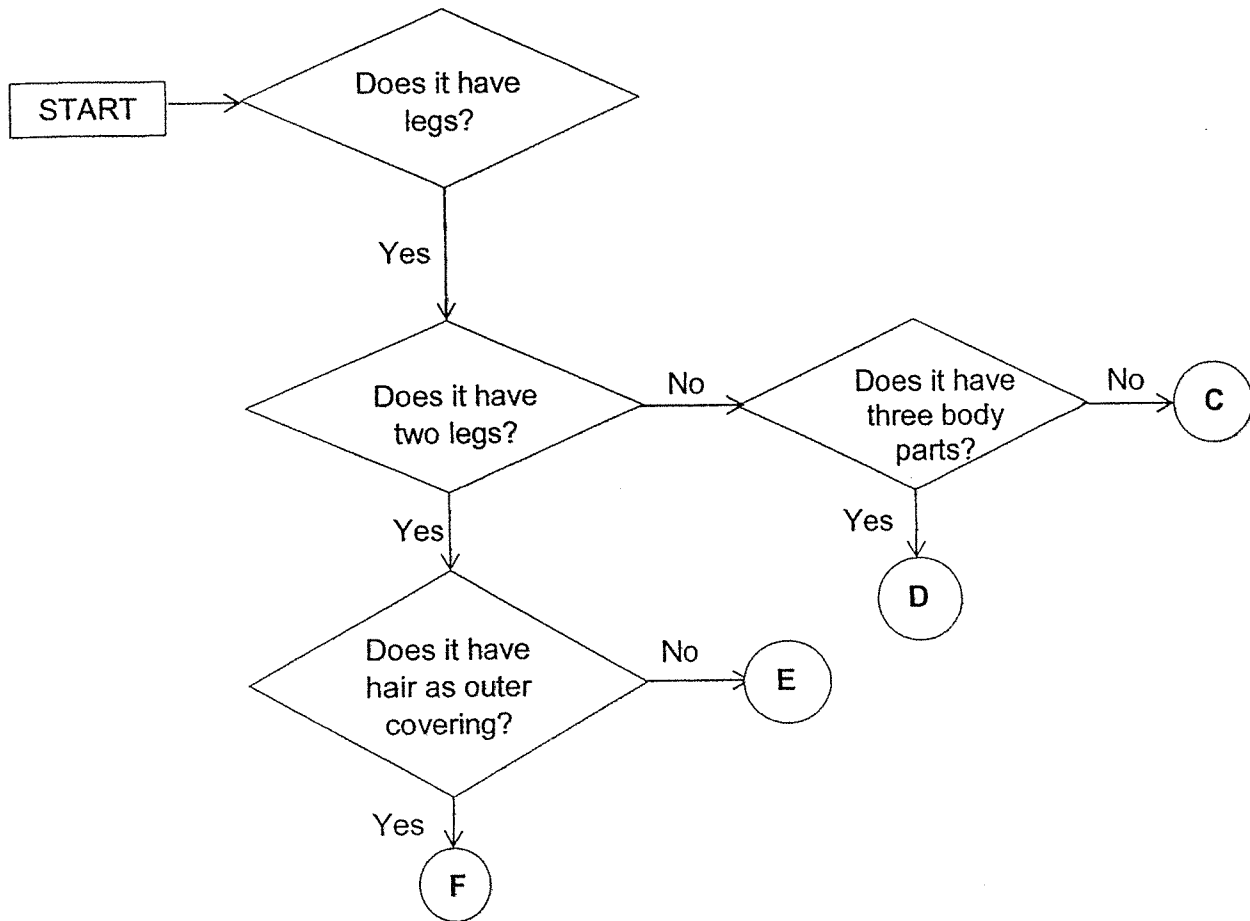 Does it have
legs?
START
Yes
Does it have
two legs?
No
Does it have
three body
parts?
No
C
Yes
Yes
D
Does it have
hair as outer
covering?
No
E
Yes
F